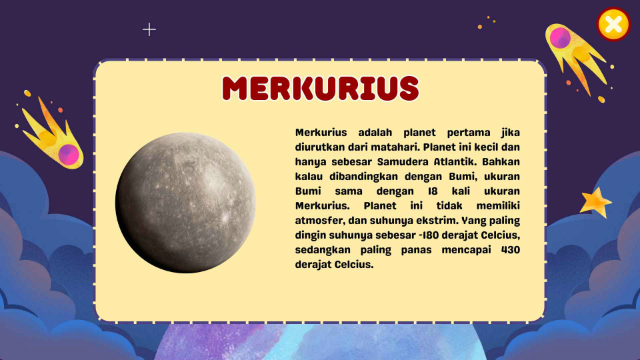 MERKURIUS
Merkurius adalah planet pertama jika
diurutkan dari matahari. Planet ini kecil dan
hanya sebesar Samudera Atlantik. Bahkan
kalau dibandingkan dengan Bumi, ukuran
Bumi sama dengan 18 kali ukuran
Merkurius. Planet ini tidak memiliki
atmosfer, dan suhunya ekstrim. Yang paling
dingin suhunya sebesar -180 derajat Celcius,
sedangkan paling panas mencapai 430
derajat Celcius.